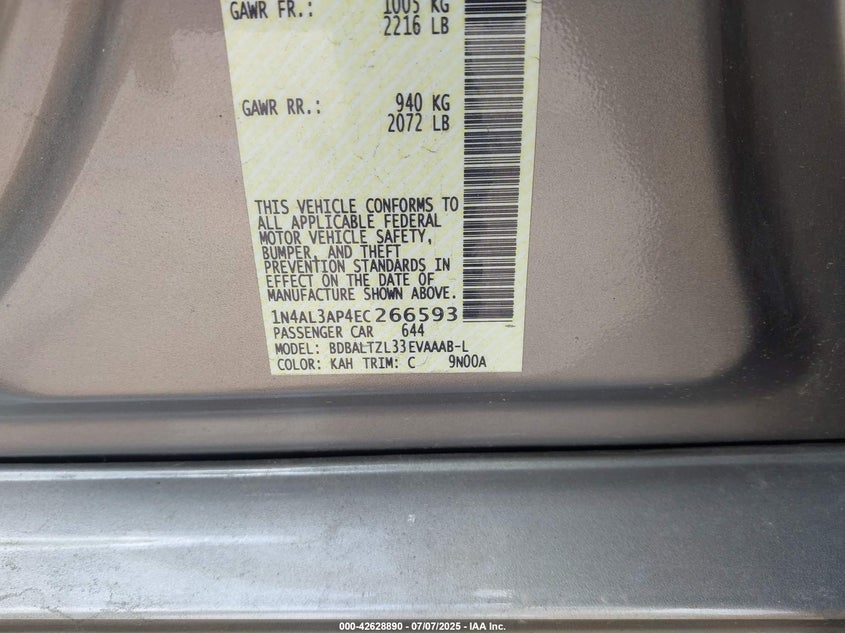 GAWR FR.: 1005 KG
2216 LB
GAWR RR.: 940 KG
2072 LB
THIS VEHICLE CONFORMS TO
ALL APPLICABLE FEDERAL
MOTOR VEHICLE SAFETY,
BUMPER, AND THEFT
PREVENTION STANDARDS IN
EFFECT ON THE DATE OF
MANUFACTURE SHOWN ABOVE.
1N4AL3AP4EC266593
PASSENGER CAR 644
MODEL: BDBALTZL33EVAAAB-L
COLOR: KAH TRIM: C 9N00A
000-42628890 - 07/07/2025 - IAA Inc.